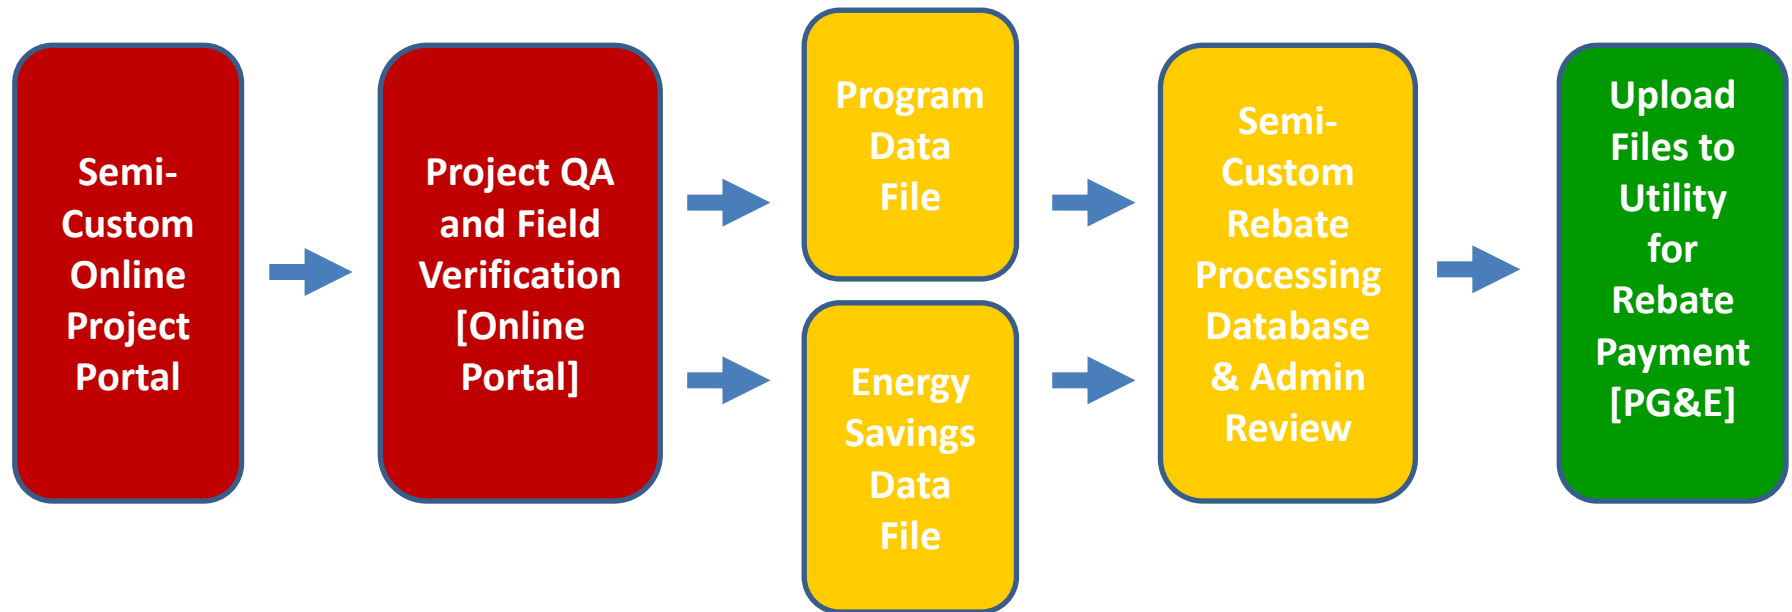 Semi-
Custom
Online
Project
Portal
Project QA
and Field
Verification
[Online
Portal]
Program
Data
File
Energy
Savings
Data
File
Semi-
Custom
Rebate
Processing
Database
& Admin
Review
Upload
Files to
Utility
for
Rebate
Payment
[PG&E]